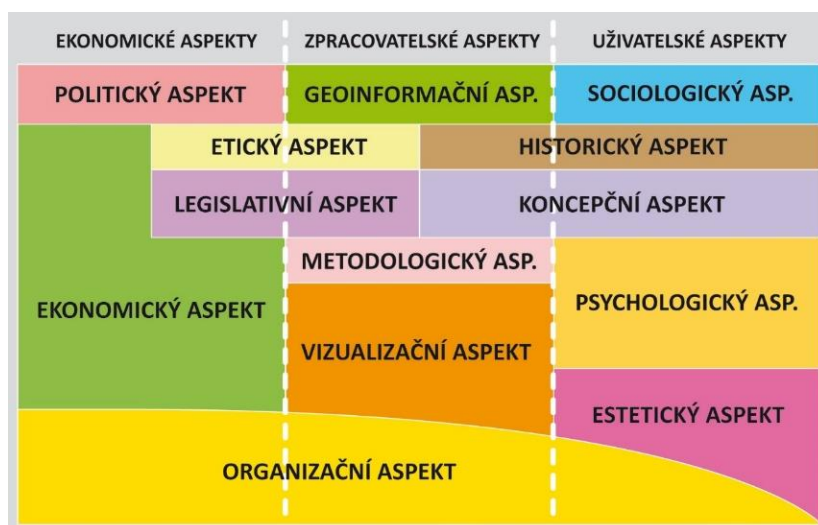 EKONOMICKÉ ASPEKTY
ZPRACOVATELSKÉ ASPEKTY
UŽIVATELSKÉ ASPEKTY
POLITICKÝ ASPEKT
GEOINFORMAČNÍ ASP.
SOCIOLOGICKÝ ASP.
ETICKÝ ASPEKT
HISTORICKÝ ASPEKT
LEGISLATIVNÍ ASPEKT
KONCEPČNÍ ASPEKT
METODOLOGICKÝ ASP.
EKONOMICKÝ ASPEKT
PSYCHOLOGICKÝ ASP.
VIZUALIZAČNÍ ASPEKT
ESTETICKÝ ASPEKT
ORGANIZAČNÍ ASPEKT